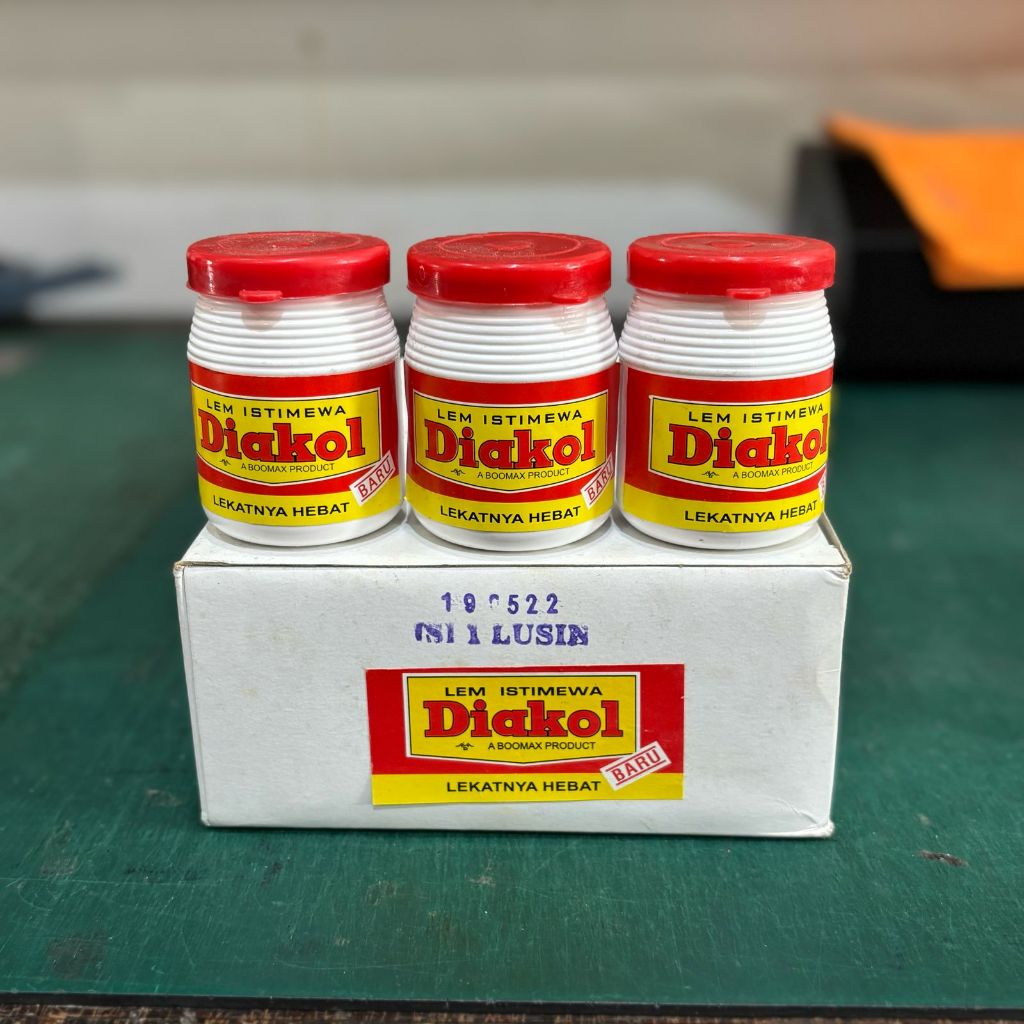 LEM ISTIMEWA
Diakol
A BOOMAX PRODUCT
BARU
LEKATNYA HEBAT
LEM ISTIMEWA
Diakol
A BOOMAX PRODUCT
BARU
LEKATNYA HEBAT
LEM ISTIMEWA
Diakol
A BOOMAX PRODUCT
LEKATNYA HEBAT
1 LUSIN
LEM ISTIMEWA
Diakol
A BOOMAX PRODUCT
BARU
LEKATNYA HEBAT